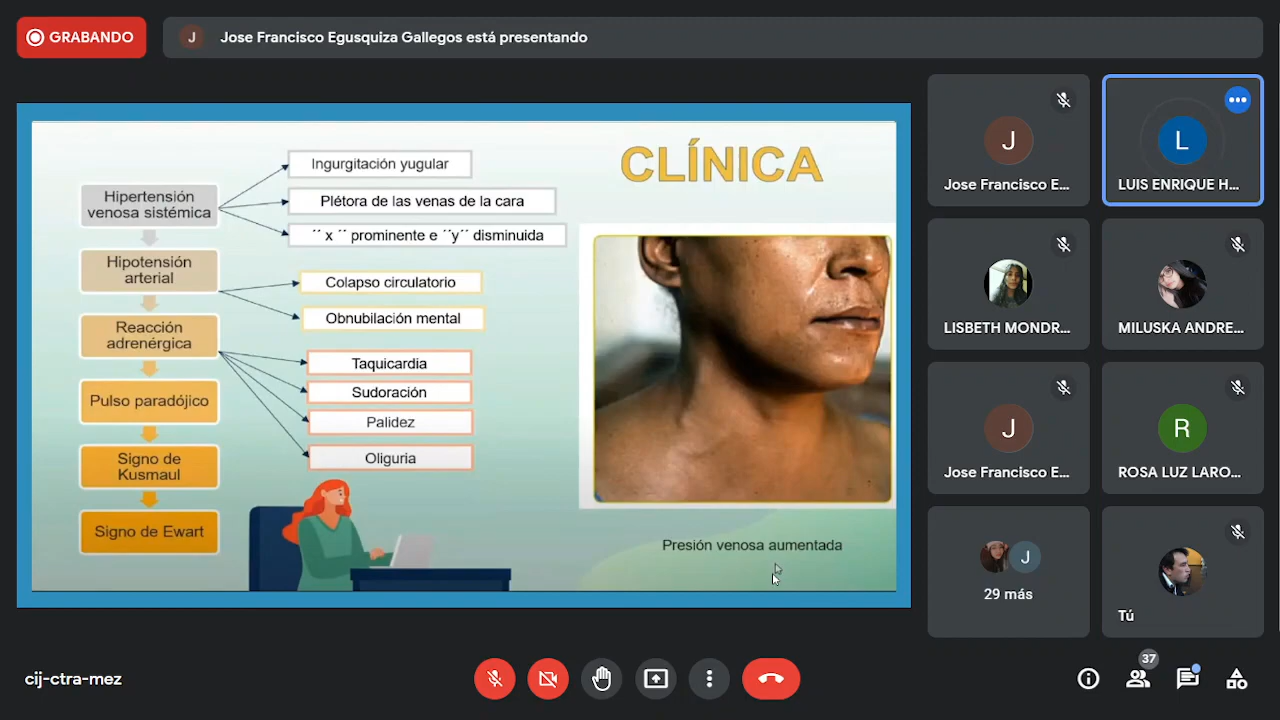 GRABANDO
J
Jose Francisco Egusquiza Gallegos está presentando
CLÍNICA
Hipertensión
venosa sistémica
Ingurgitación yugular
Plétora de las venas de la cara
´´ x ´´ prominente e ´´y´´ disminuida
Hipotensión
arterial
Colapso circulatorio
Obnubilación mental
Reacción
adrenérgica
Taquicardia
Sudoración
Palidez
Oliguria
Pulso paradójico
Signo de
Kusmaul
Signo de Ewart
Presión venosa aumentada
J
Jose Francisco E...
L
LUIS ENRIQUE H...
LISBETH MONDR...
MILUSKA ANDRE...
J
Jose Francisco E...
R
ROSA LUZ LARO...
J
29 más
Tú
cij-ctra-mez
37